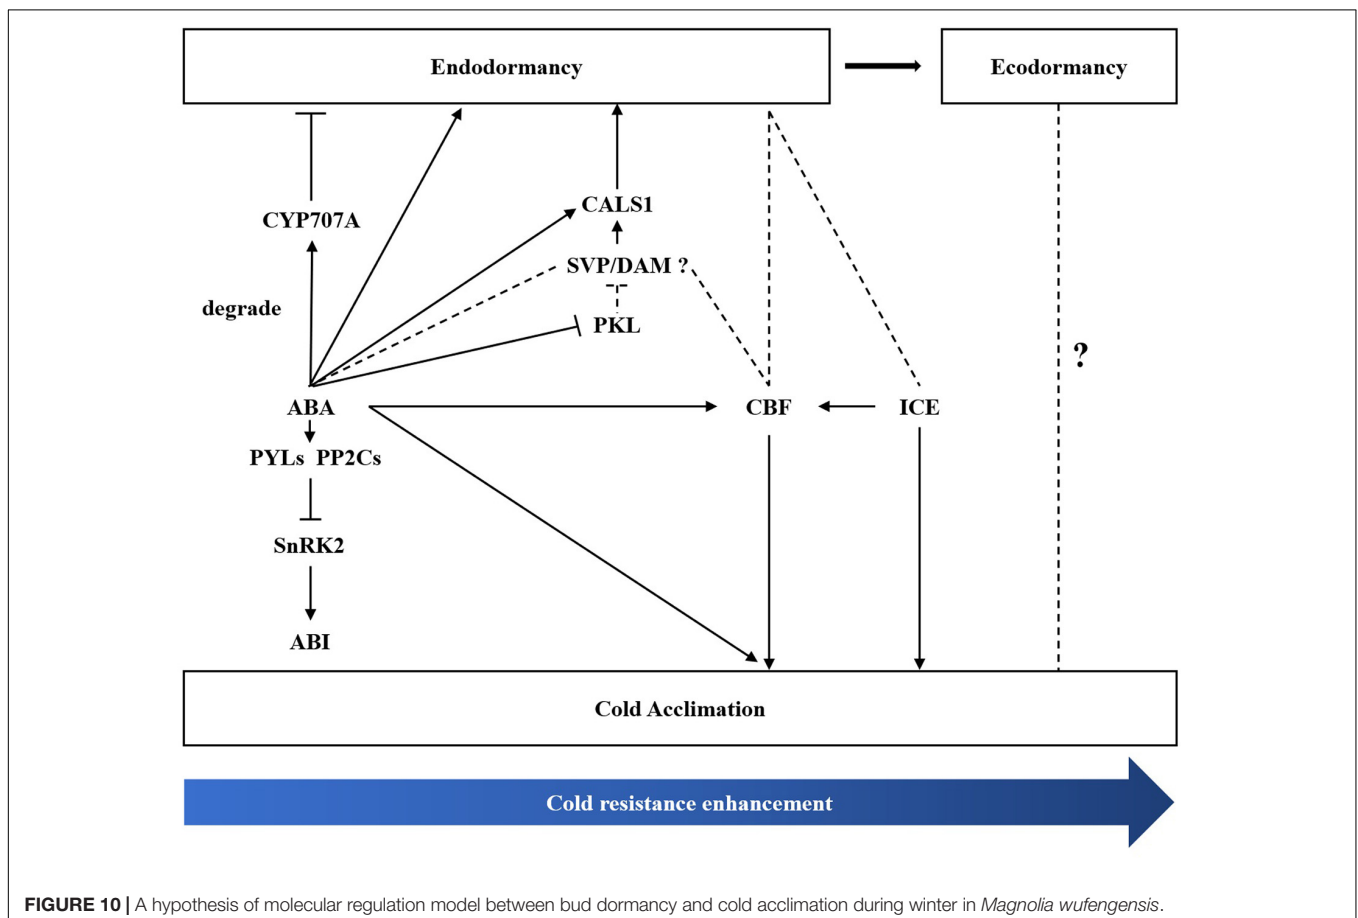 Endodormancy
Ecodormancy
CYP707A
CALS1
SVP/DAM ?
degrade
PKL
?
ABA
CBF
ICE
PYLs PP2Cs
SnRK2
ABI
Cold Acclimation
Cold resistance enhancement
FIGURE 10 | A hypothesis of molecular regulation model between bud dormancy and cold acclimation during winter in Magnolia wufengensis.